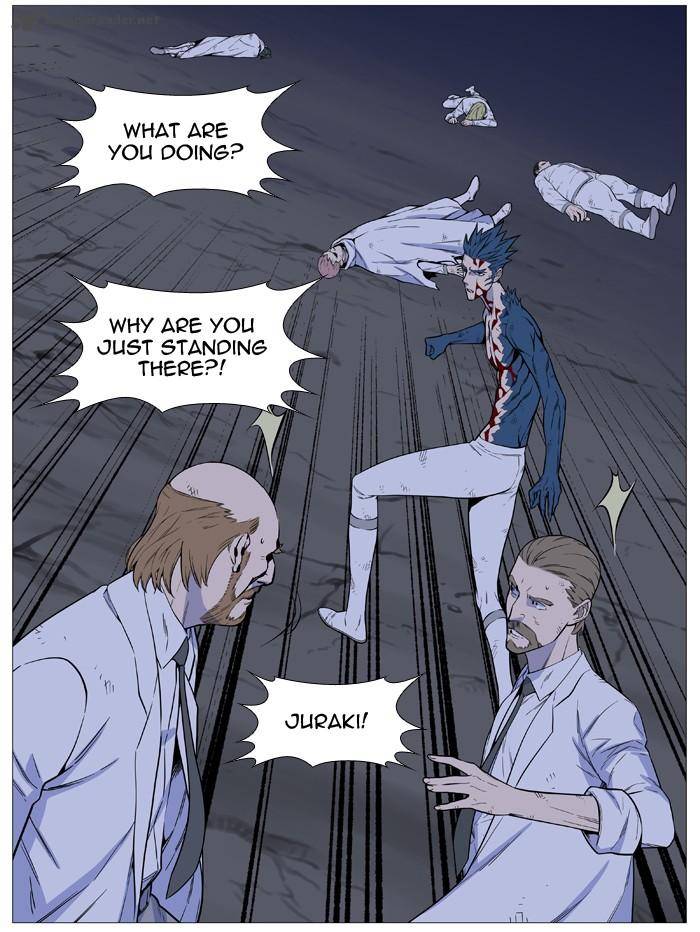 WHAT ARE
YOU DOING?
WHY ARE YOU
JUST STANDING
THERE?!
JURAKI!